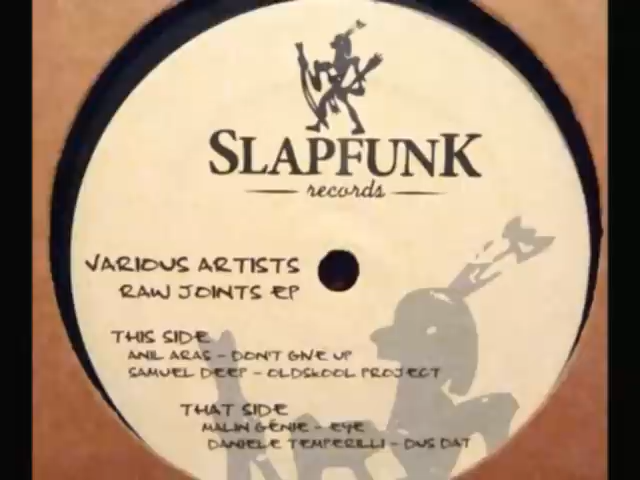 SLAPFUNK
records
VARIOUS ARTISTS
RAW JOINTS EP
THIS SIDE
ANIL ARAS - DON'T GIVE UP
SAMUEL DEEP - OLDSKOOL PROJECT
THAT SIDE
MALIN GÉNIE - EYE
DANIELE TEMPERILLI - DUS DAT